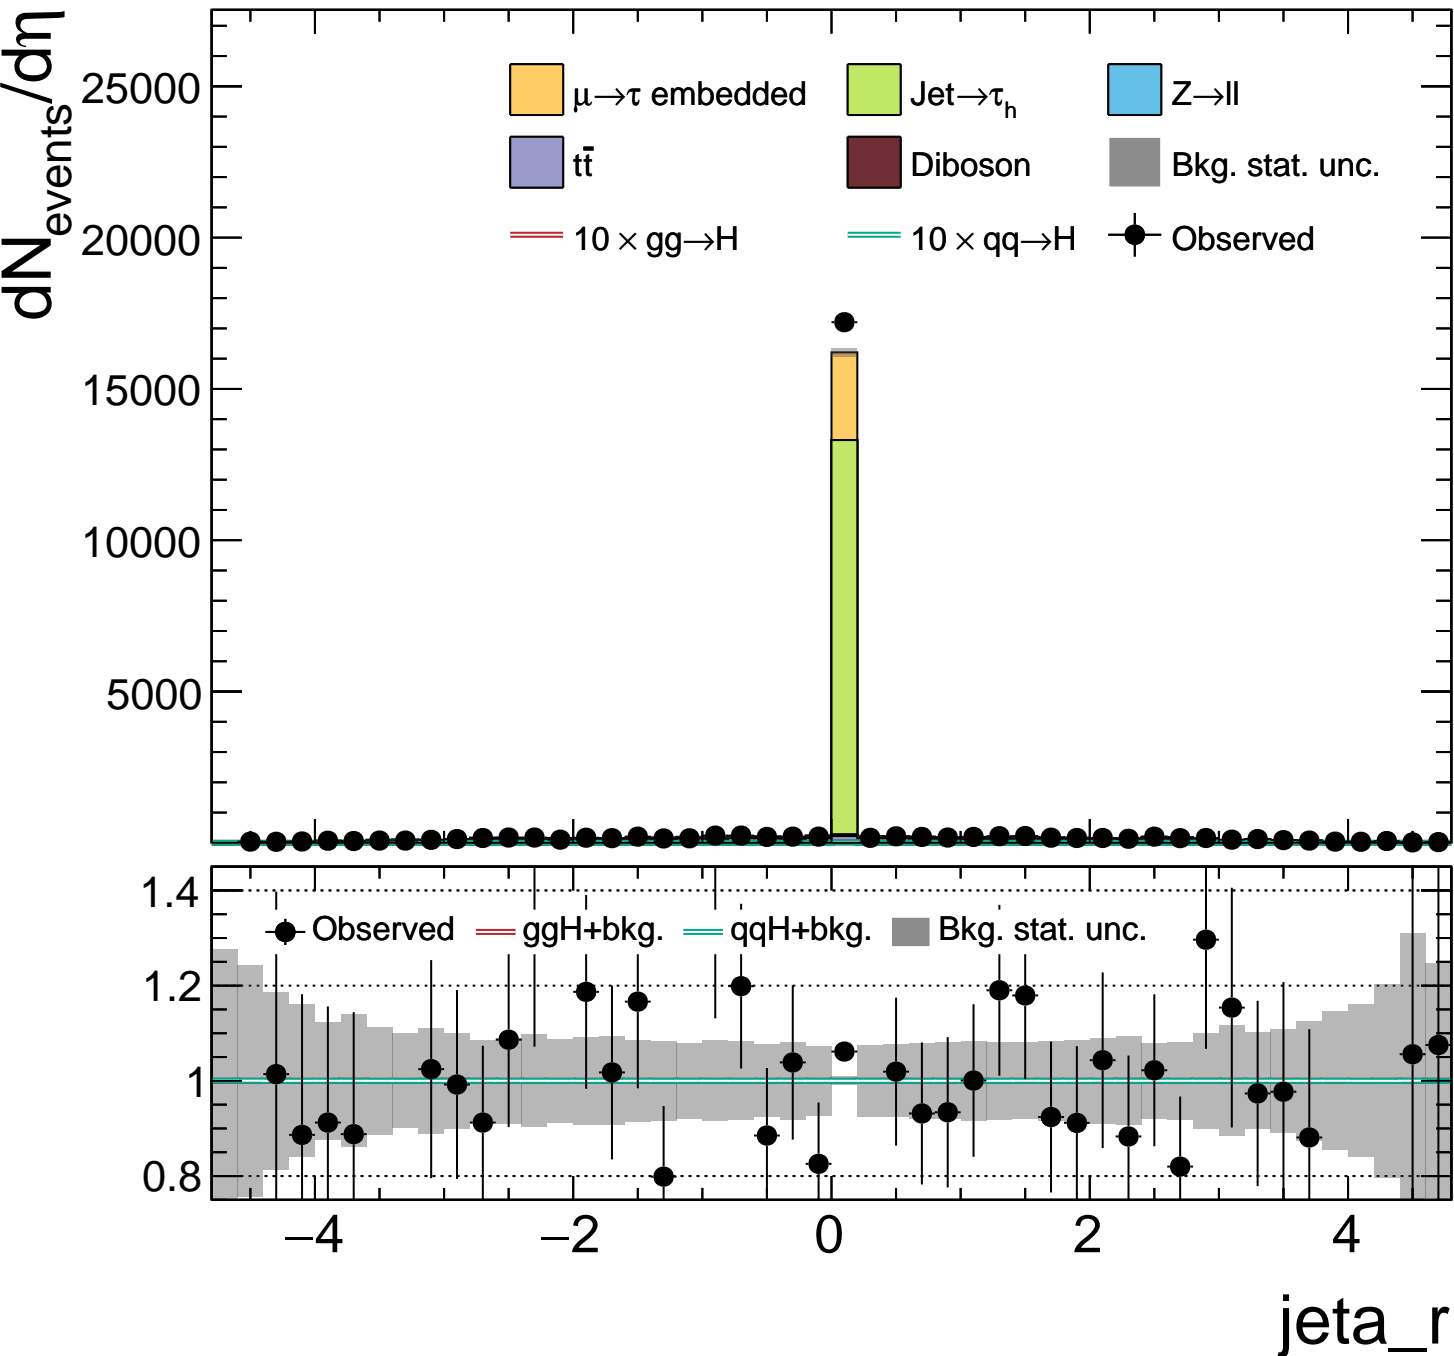 dN_events/dη
25000
20000
15000
10000
5000
μ→τ embedded
Jet→τ_h
Z→ll
tt̄
Diboson
Bkg. stat. unc.
10 × gg→H
10 × qq→H
Observed
1.4
1.2
1
0.8
Observed
ggH+bkg.
qqH+bkg.
Bkg. stat. unc.
−4
−2
0
2
4
jeta_r